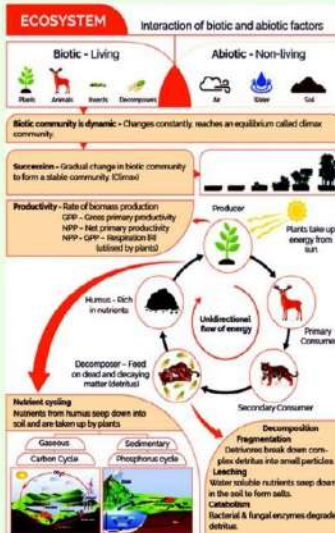 ECOSYSTEM
Interaction of biotic and abiotic factors
Biotic - Living
Abiotic - Non-living
Plants
Animals
Insects
Decomposes
Air
Water
Soil
Biotic community is dynamic - Changes constantly, reaches an equilibrium called climax
community.
Succession - Gradual change in biotic community
to form a stable community. (Climax)
Productivity - Rate of biomass production
GPP - Gross primary productivity
NPP - Net primary productivity
NPP - GPP - Respiration (R)
(utilised by plants)
Producer
Plants take up
energy from
sun
Humus - Rich
in nutrients
Unidirectional
flow of energy
Primary
Consumer
Decomposer - Feed
on dead and decaying
matter (detritus)
Secondary Consumer
Nutrient cycling
Nutrients from humus seep down into
soil and are taken up by plants
Gaseous
Sedimentary
Carbon Cycle
Phosphorus cycle
Decomposition
Fragmentation
Detrivores break down com-
plex detritus into small particles
Leeching
Water soluble nutrients seep down
in the soil to form salts.
Catabolism
Bacterial & fungal enzymes degrade
detritus.